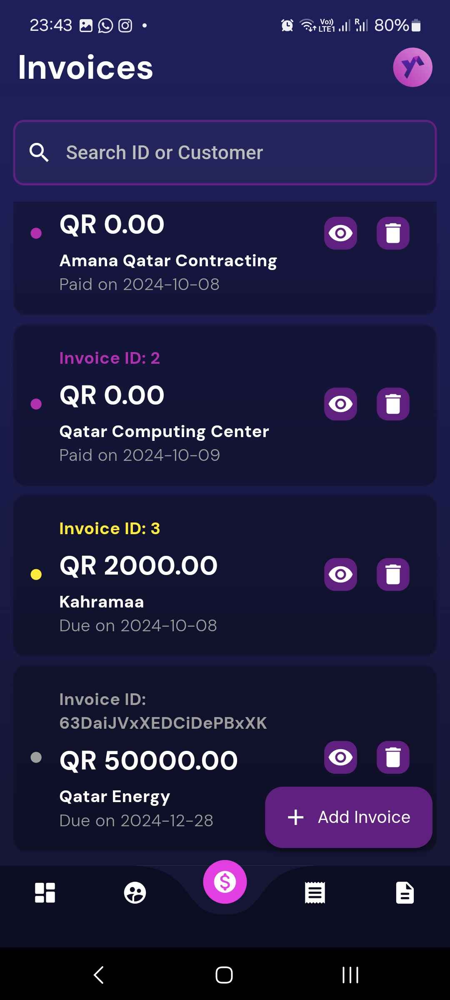 23:43
Vo))
LTE1
R
80%
Invoices
Search ID or Customer
QR 0.00
Amana Qatar Contracting
Paid on 2024-10-08
Invoice ID: 2
QR 0.00
Qatar Computing Center
Paid on 2024-10-09
Invoice ID: 3
QR 2000.00
Kahramaa
Due on 2024-10-08
Invoice ID:
63DaiJVxXEDCiDePBxXK
QR 50000.00
Qatar Energy
Due on 2024-12-28
+ Add Invoice